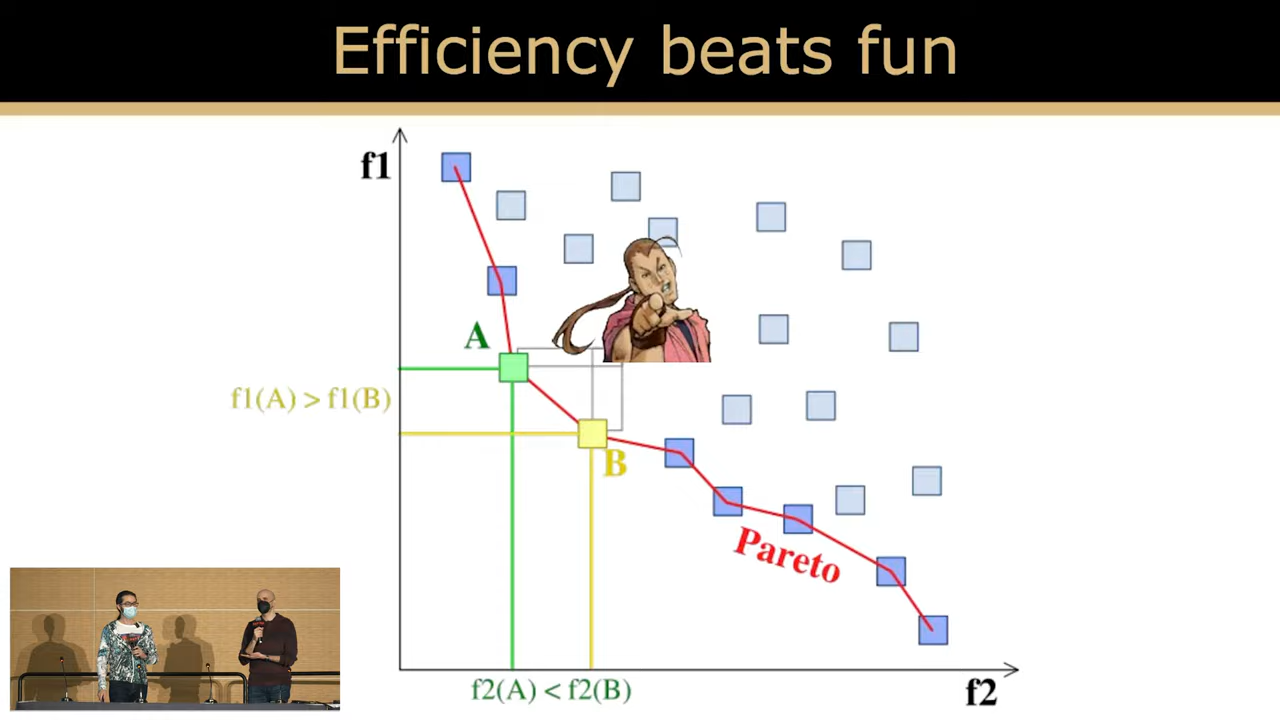 Efficiency beats fun
f1
A
f1(A) > f1(B)
B
Pareto
f2(A) < f2(B)
f2